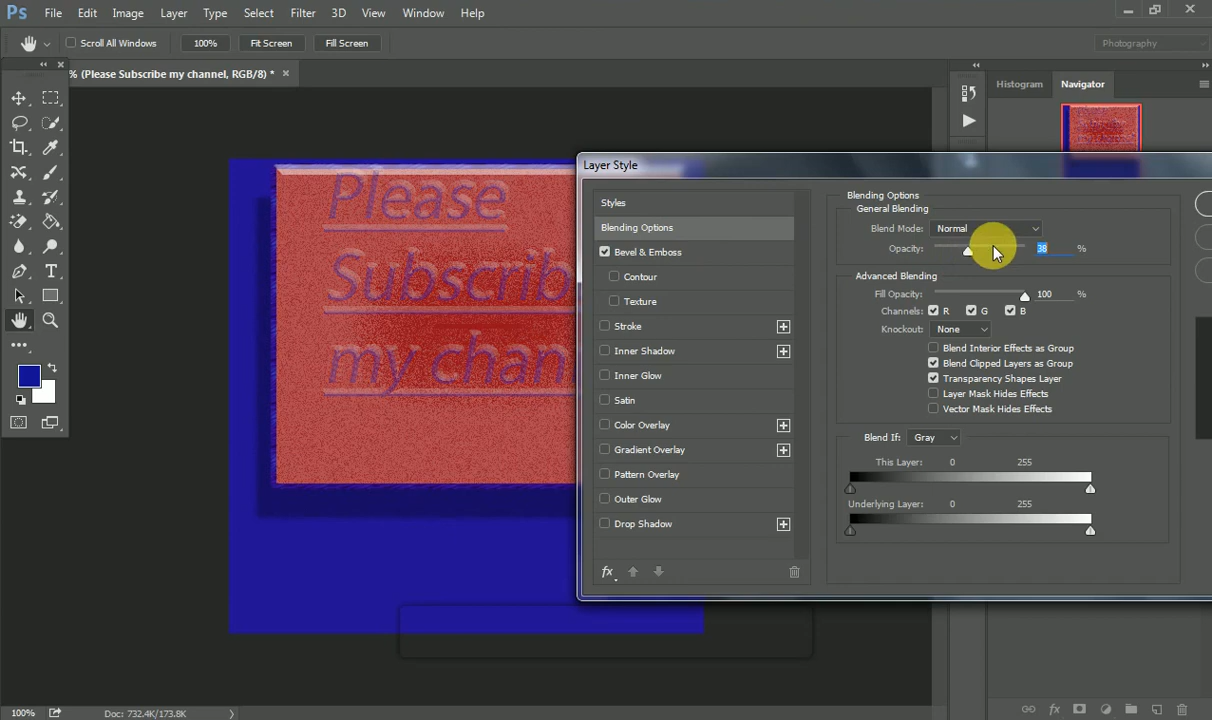 Ps File Edit Image Layer Type Select Filter 3D View Window Help
Scroll All Windows 100% Fit Screen Fill Screen Photography
% (Please Subscribe my channel, RGB/8) * ×
Histogram Navigator
Layer Style
Please
Subscrib
my chan
Styles
Blending Options
Bevel & Emboss
Contour
Texture
Stroke
Inner Shadow
Inner Glow
Satin
Color Overlay
Gradient Overlay
Pattern Overlay
Outer Glow
Drop Shadow
fx
Blending Options
General Blending
Blend Mode: Normal
Opacity: 38 %
Advanced Blending
Fill Opacity: 100 %
Channels: R G B
Knockout: None
Blend Interior Effects as Group
Blend Clipped Layers as Group
Transparency Shapes Layer
Layer Mask Hides Effects
Vector Mask Hides Effects
Blend If: Gray
This Layer: 0 255
Underlying Layer: 0 255
100% Doc: 732.4K/173.8K
fx